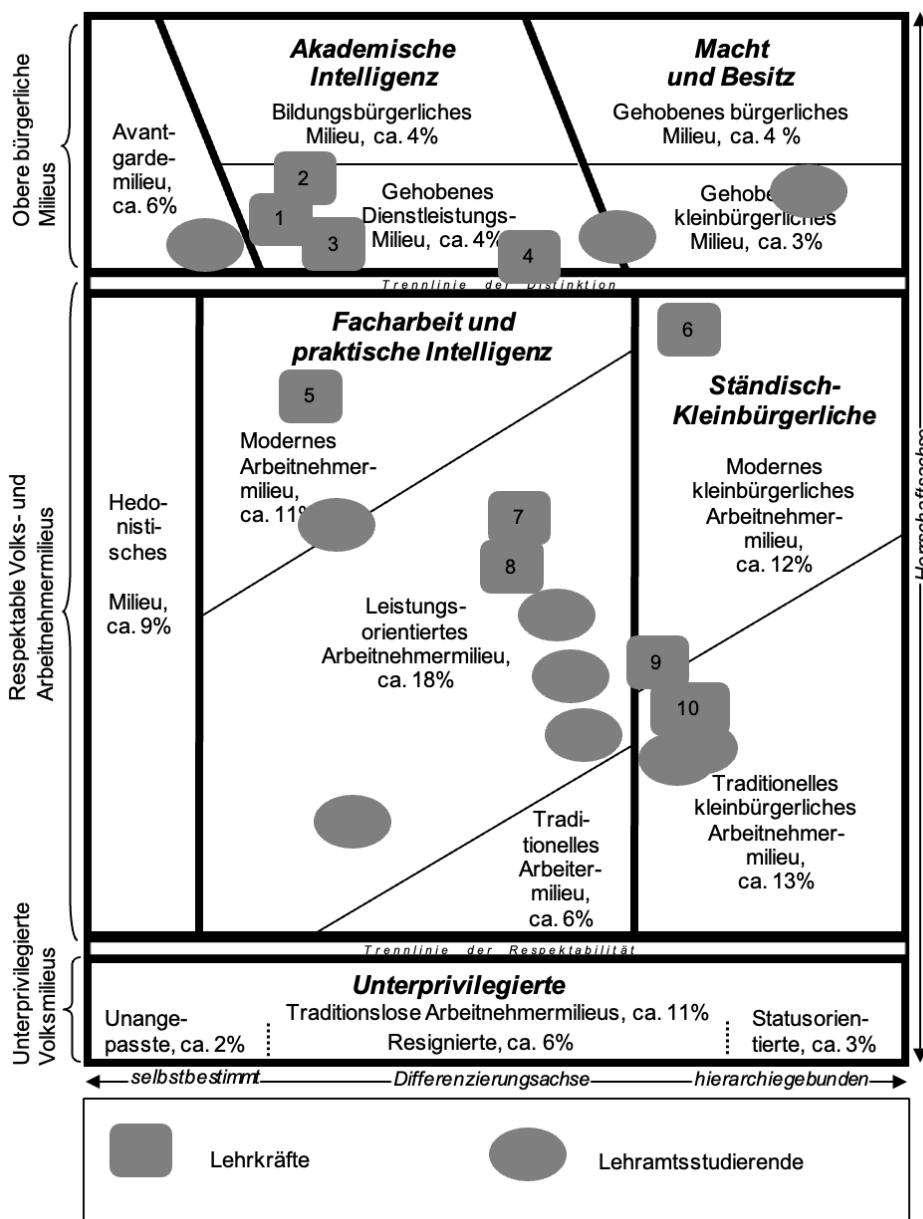 Obere bürgerliche
Milieus
Akademische
Intelligenz
Bildungsbürgerliches
Milieu, ca. 4%
Macht
und Besitz
Gehobenes bürgerliches
Milieu, ca. 4 %
Avant-
garde-
milieu,
ca. 6%
2
1
3
Gehobenes
Dienstleistungs-
Milieu, ca. 4%
4
Gehobe
kleinbürgerliches
Milieu, ca. 3%
Trennlinie der Distinktion
Respektable Volks- und
Arbeitnehmermilieus
Facharbeit und
praktische Intelligenz
6
Ständisch-
Kleinbürgerliche
5
Modernes
Arbeitnehmer-
milieu,
ca. 11%
Modernes
kleinbürgerliches
Arbeitnehmer-
milieu,
ca. 12%
Hedo-
nisti-
sches
Milieu,
ca. 9%
7
8
Leistungs-
orientiertes
Arbeitnehmermilieu,
ca. 18%
9
10
Traditionelles
kleinbürgerliches
Arbeitnehmer-
milieu,
ca. 13%
Tradi-
tionelles
Arbeiter-
milieu,
ca. 6%
Trennlinie der Respektabilität
Unterprivilegierte
Volksmilieus
Unterprivilegierte
Traditionslose Arbeitnehmermilieus, ca. 11%
Unange-
passte, ca. 2%
Resignierte, ca. 6%
Statusorien-
tierte, ca. 3%
selbstbestimmt
Differenzierungsachse
hierarchiegebunden
Lehrkräfte
Lehramtsstudierende